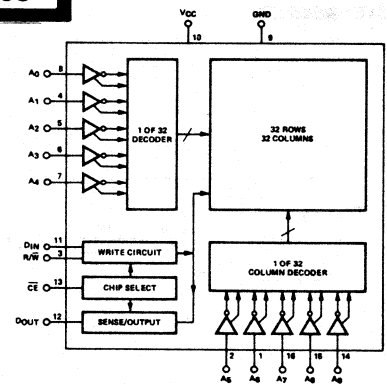 VCC
10
GND
9
A0 8
A1 4
A2 5
A3 6
A4 7
1 OF 32
DECODER
32 ROWS
32 COLUMNS
DIN 11
R/W̅ 3
WRITE CIRCUIT
C̅E̅ 13
CHIP SELECT
DOUT 12
SENSE/OUTPUT
1 OF 32
COLUMN DECODER
2 1 16 15 14
A5 A6 A7 A8 A9